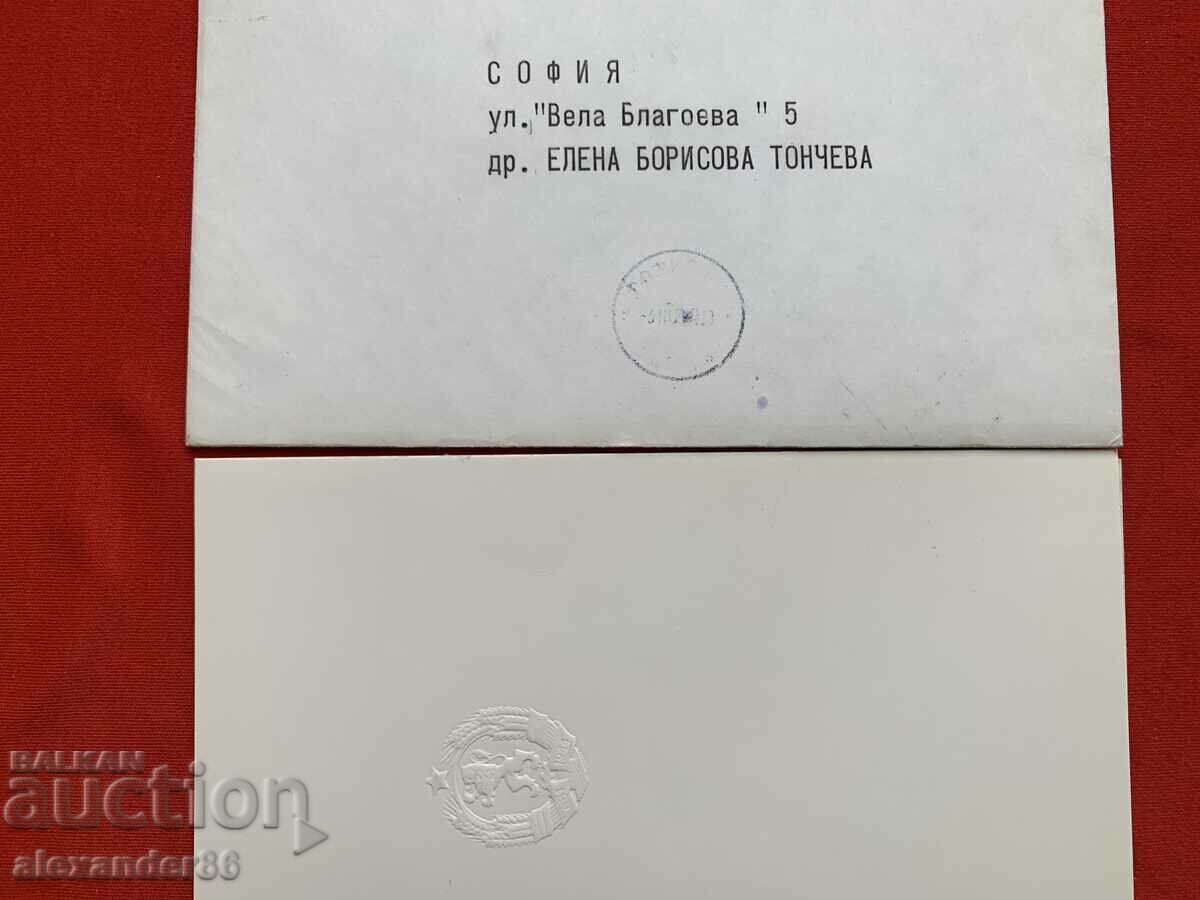 СОФИЯ
ул. "Вела Благоева " 5
др. ЕЛЕНА БОРИСОВА ТОНЧЕВА
BALKAN
auction
alexander86